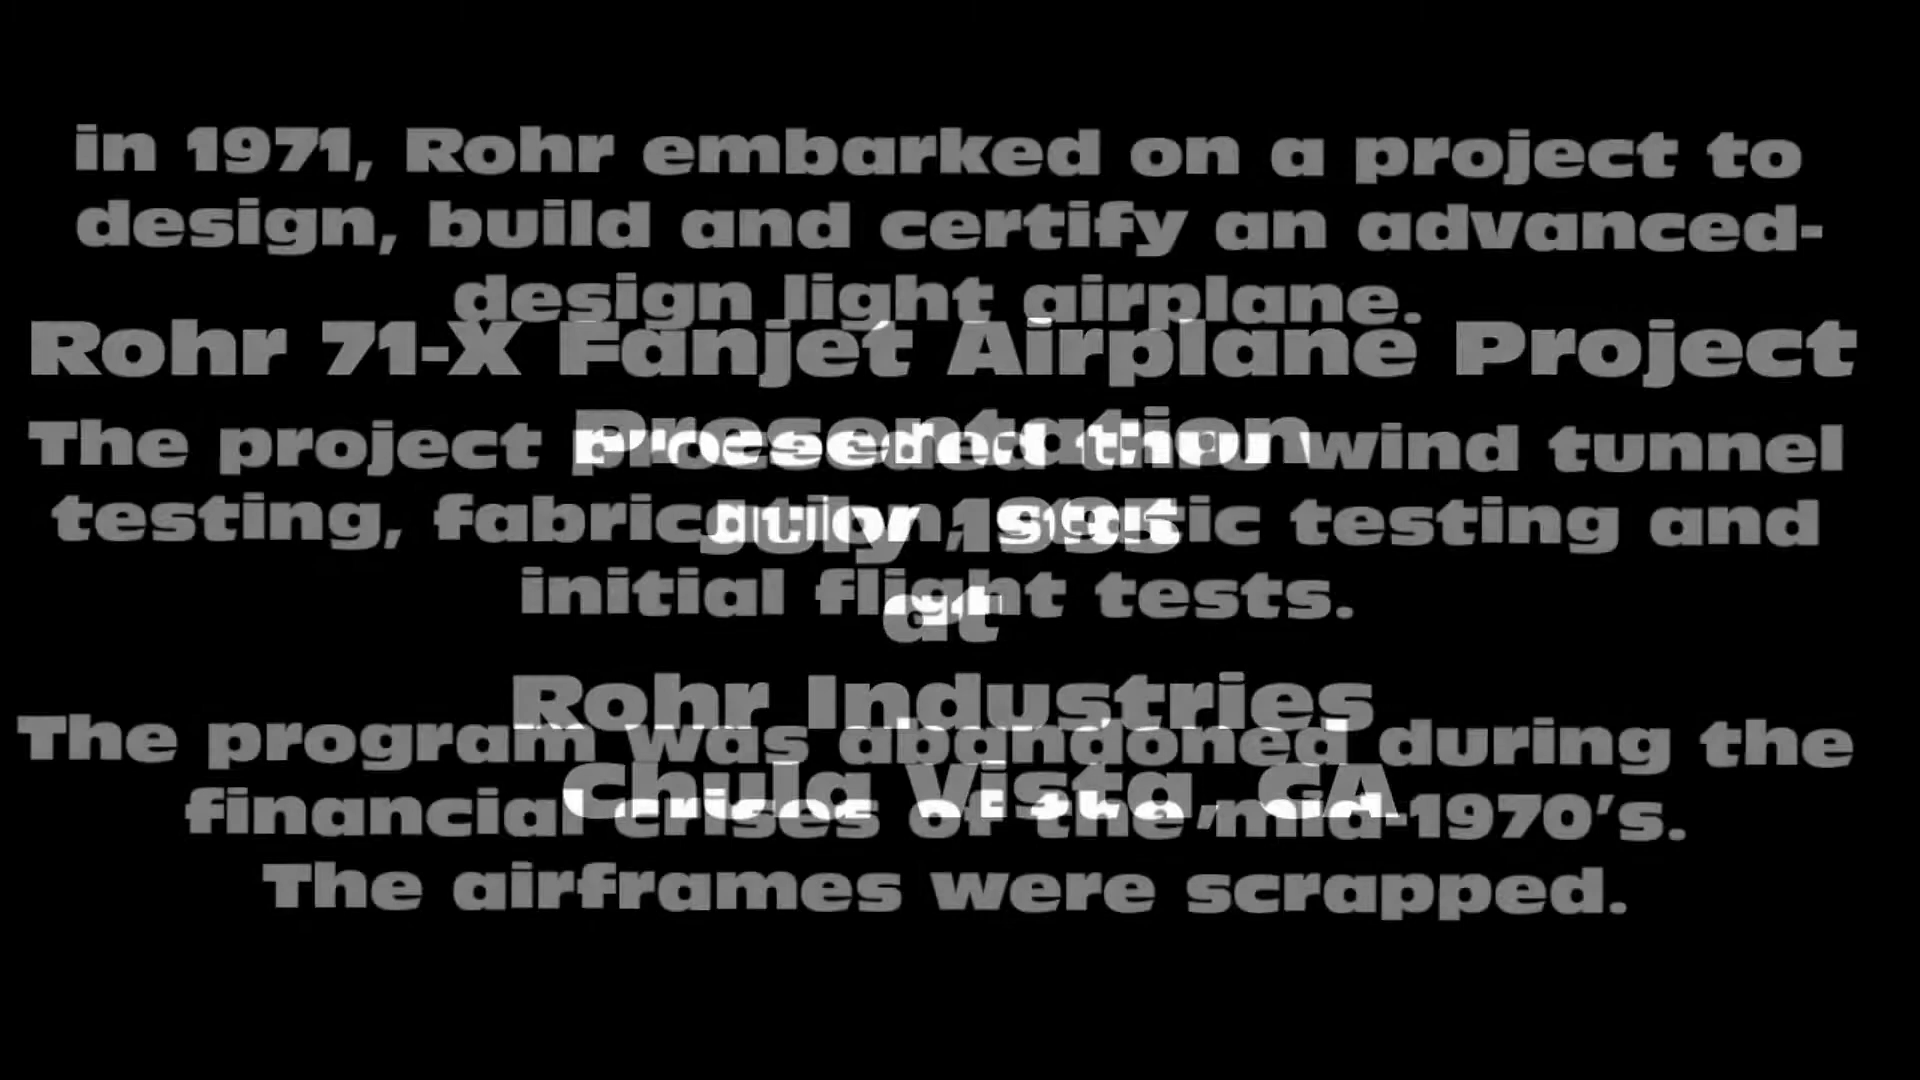 in 1971, Rohr embarked on a project to
design, build and certify an advanced-
design light airplane.
Rohr 71-X Fanjet Airplane Project
Presentation
The project proceeded thru wind tunnel
July 1995
testing, fabrication, static testing and
initial flight tests.
at
Rohr Industries
The program was abandoned during the
Chula Vista, CA
financial crises of the mid-1970's.
The airframes were scrapped.